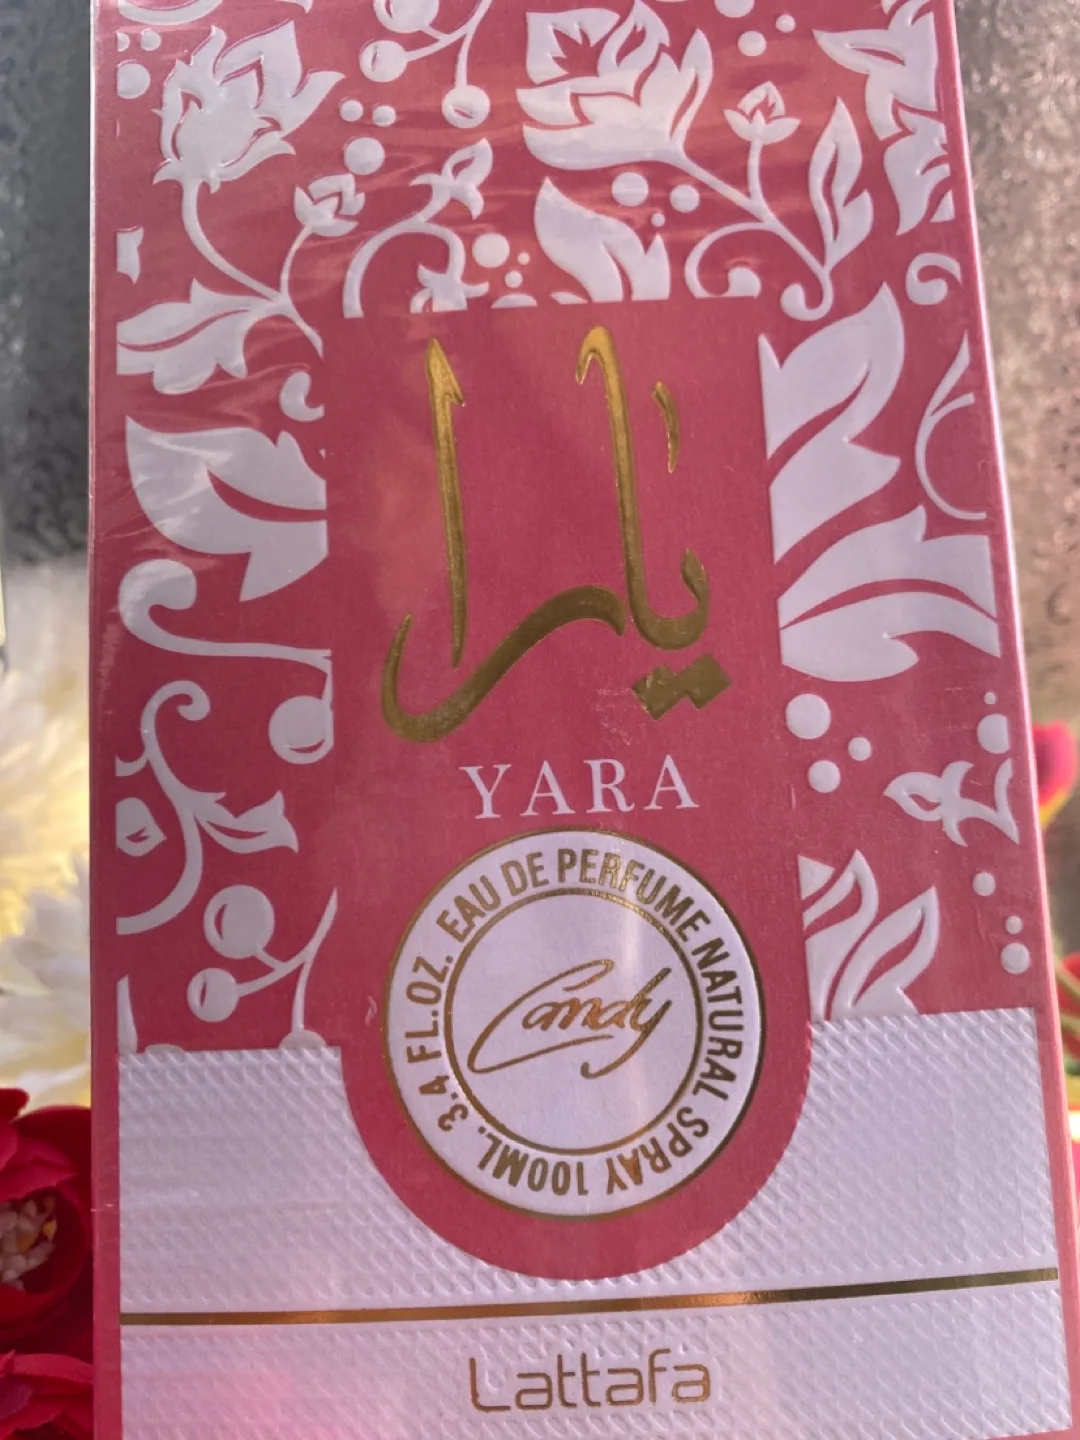 يارا
YARA
3.4 FL.OZ. EAU DE PERFUME NATURAL SPRAY 100ML.
Candy
Lattafa